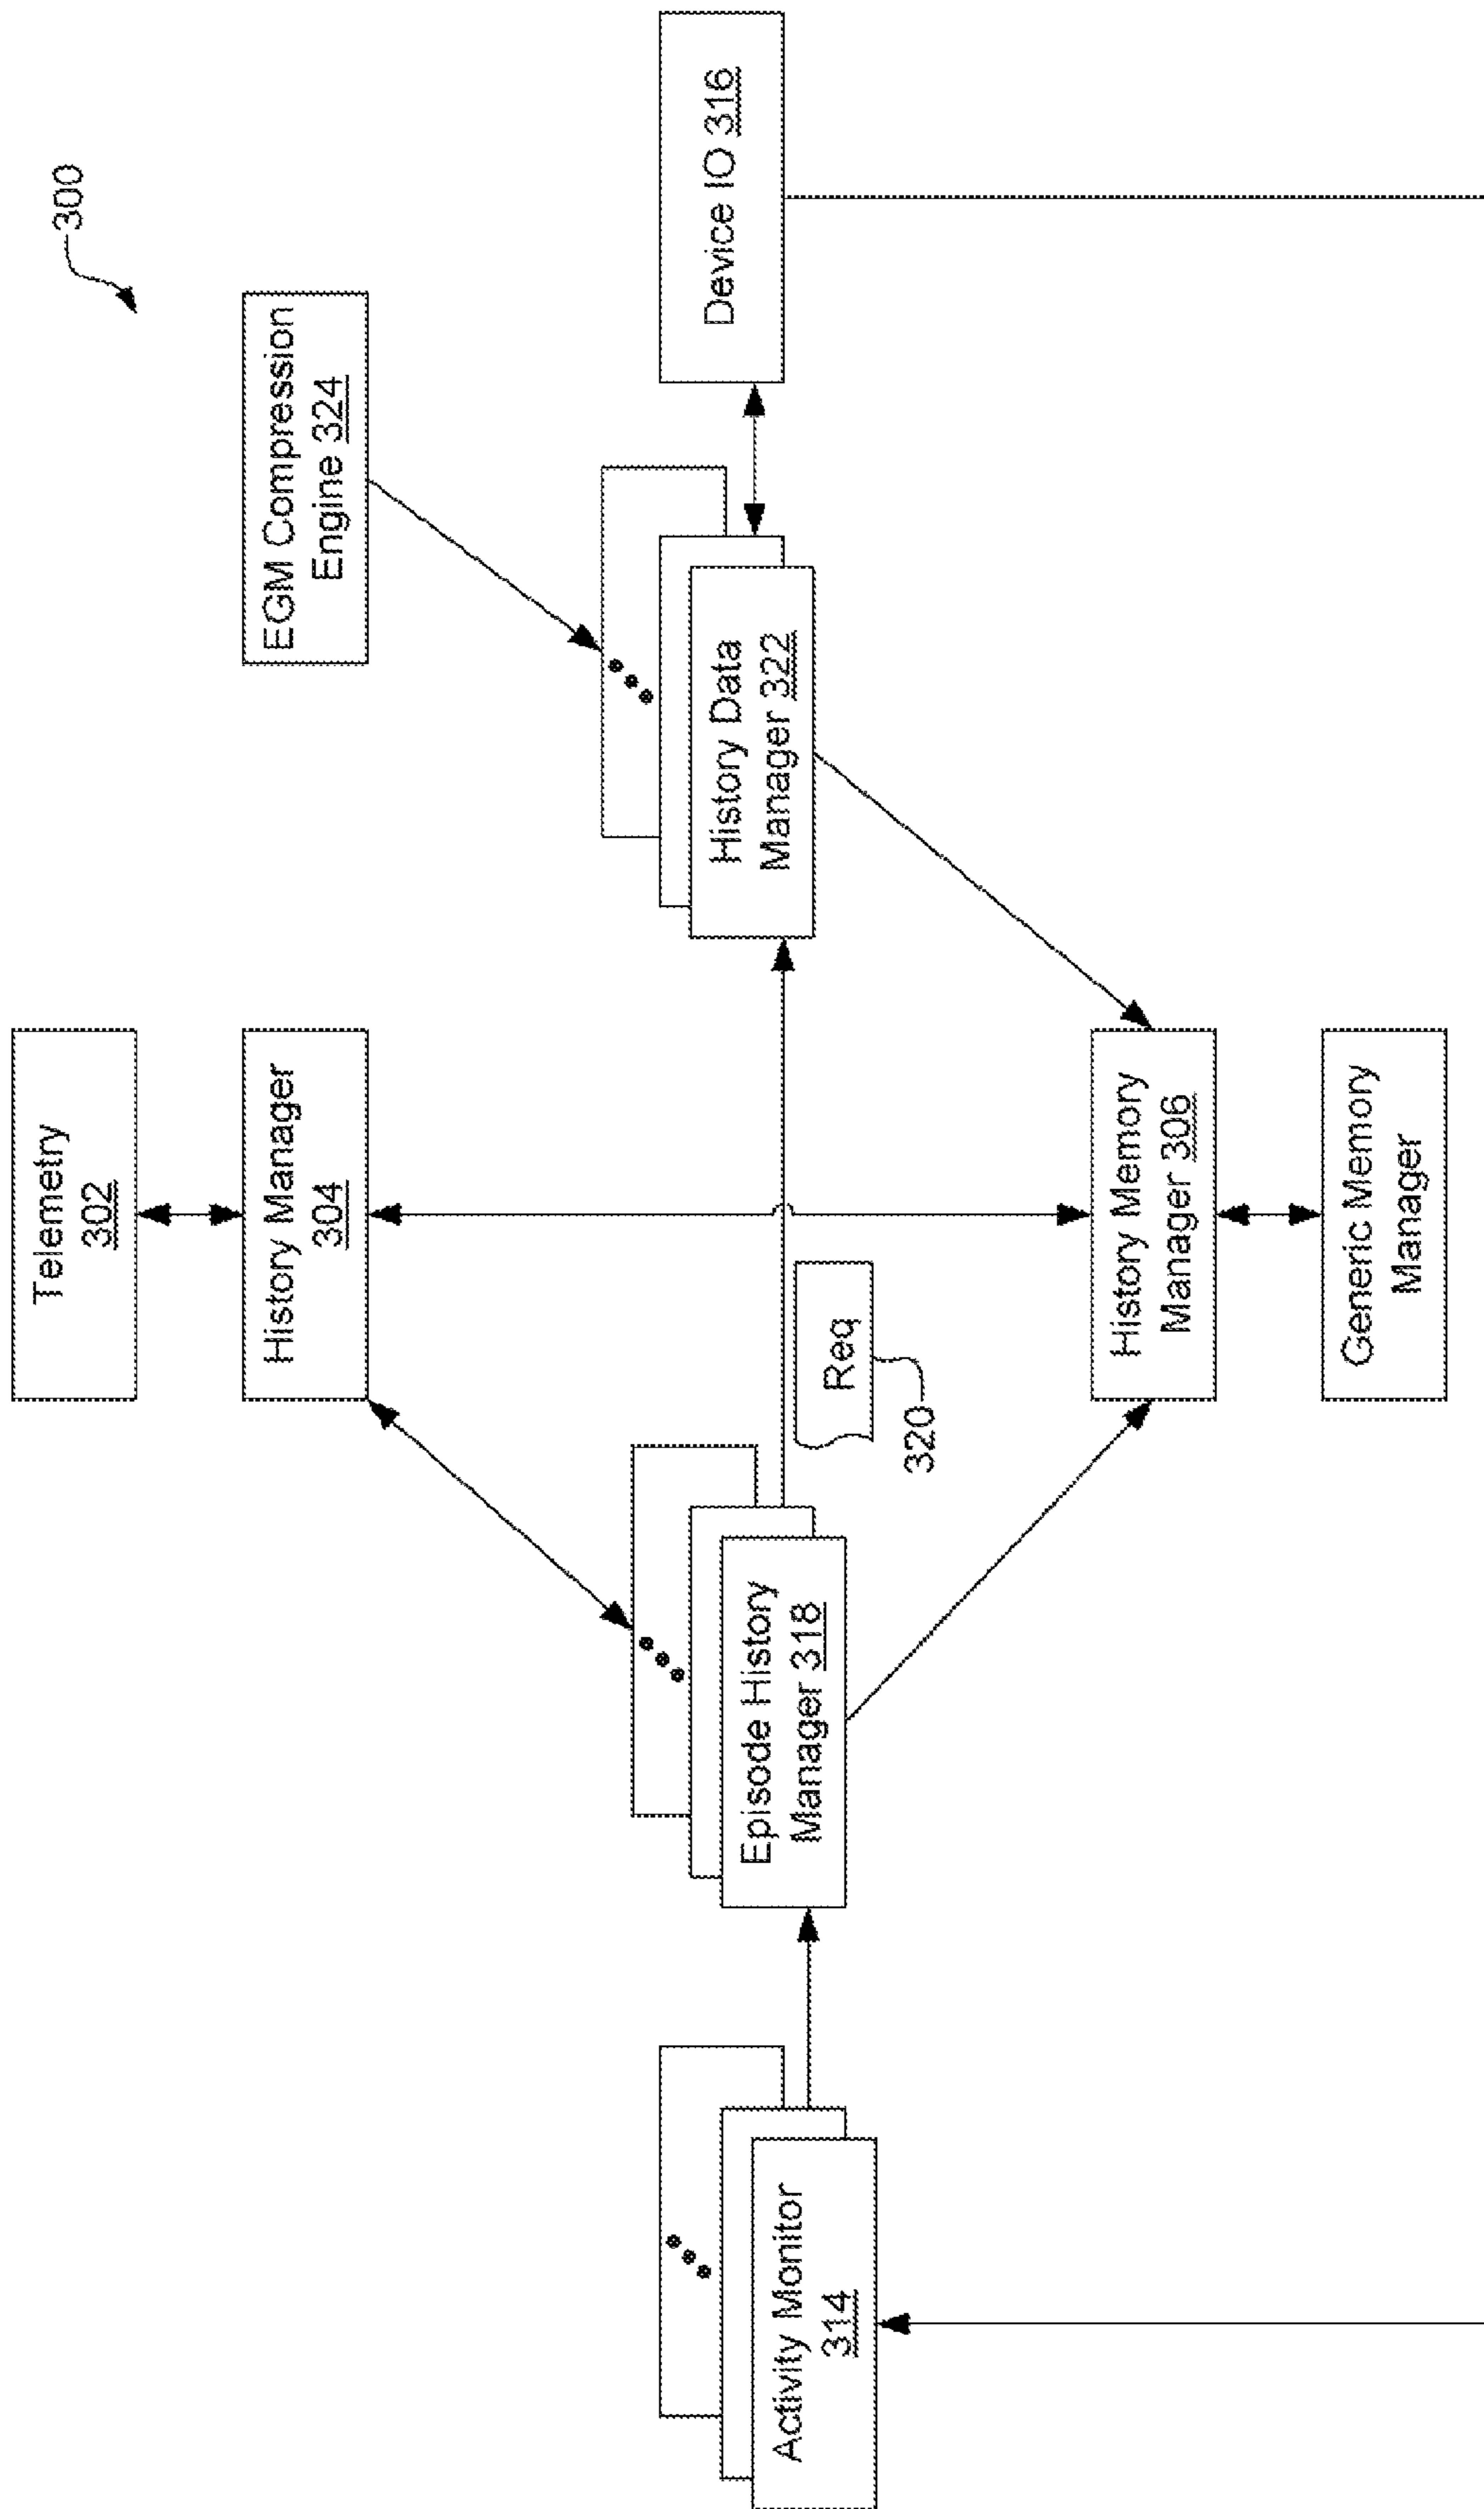 300
Telemetry
302
History Manager
304
EGM Compression
Engine 324
Activity Monitor
314
Episode History
Manager 318
Req
320
History Data
Manager 322
Device IO 316
History Memory
Manager 306
Generic Memory
Manager